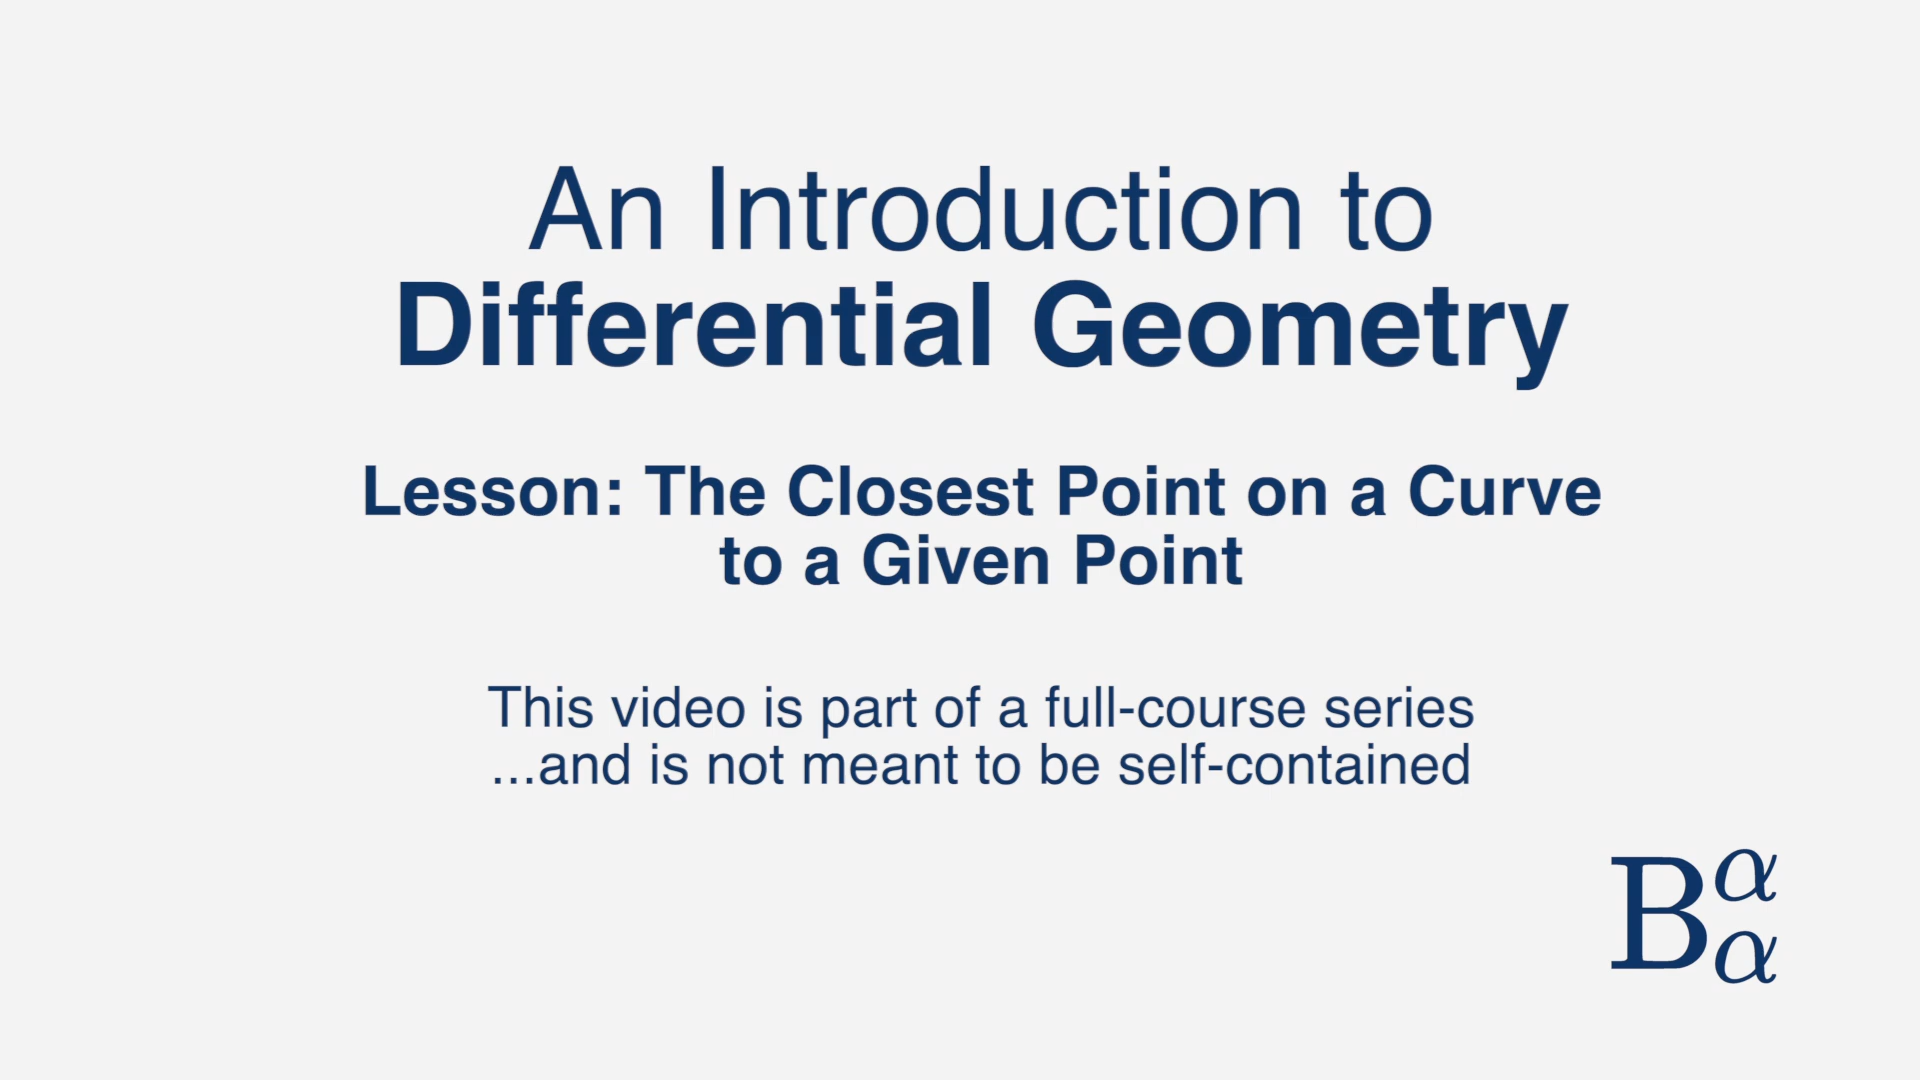 An Introduction to
Differential Geometry
Lesson: The Closest Point on a Curve
to a Given Point
This video is part of a full-course series
...and is not meant to be self-contained
B^α_α